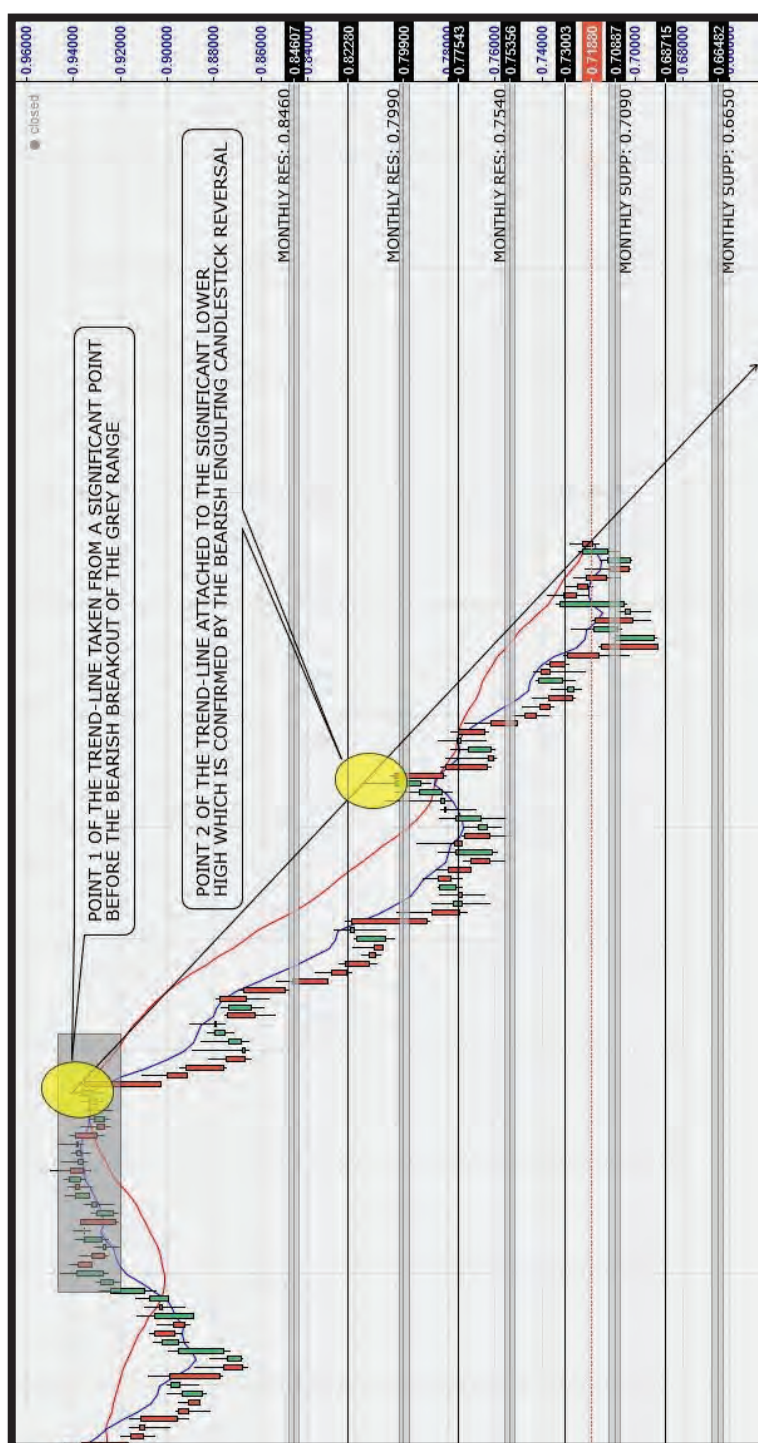 closed
POINT 1 OF THE TREND-LINE TAKEN FROM A SIGNIFICANT POINT
BEFORE THE BEARISH BREAKOUT OF THE GREY RANGE
POINT 2 OF THE TREND-LINE ATTACHED TO THE SIGNIFICANT LOWER
HIGH WHICH IS CONFIRMED BY THE BEARISH ENGULFING CANDLESTICK REVERSAL
MONTHLY RES: 0.8460
MONTHLY RES: 0.7990
MONTHLY RES: 0.7540
MONTHLY SUPP: 0.7090
MONTHLY SUPP: 0.6650
0.96000
0.94000
0.92000
0.90000
0.88000
0.86000
0.84607
0.84000
0.82280
0.79900
0.78000
0.77543
0.76000
0.75356
0.74000
0.73003
0.71880
0.70887
0.70000
0.68715
0.68000
0.66482